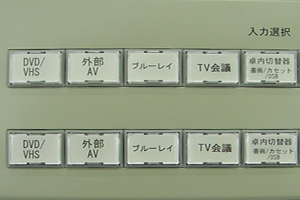 入力選択
DVD/
VHS
外部
AV
ブルーレイ
TV会議
卓内切替器
書画/カセット
/USB
DVD/
VHS
外部
AV
ブルーレイ
TV会議
卓内切替器
書画/カセット
/USB